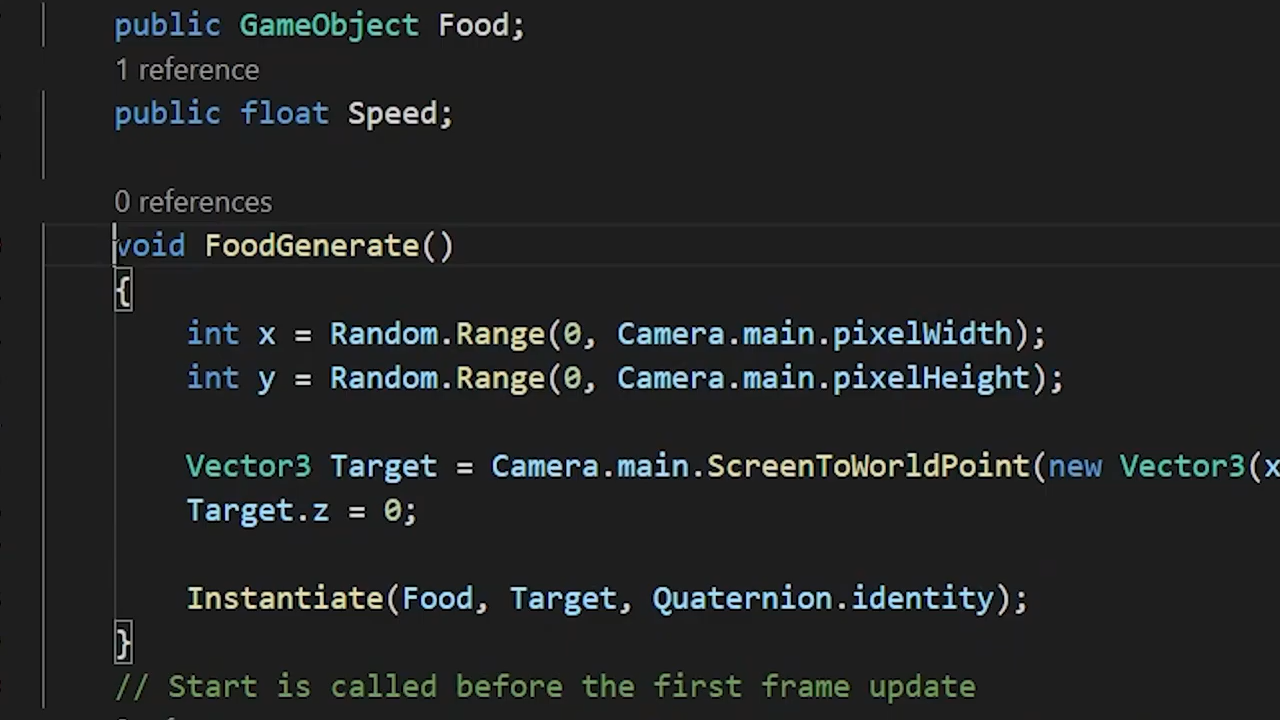 public GameObject Food;
1 reference
public float Speed;
0 references
void FoodGenerate()
{
int x = Random.Range(0, Camera.main.pixelWidth);
int y = Random.Range(0, Camera.main.pixelHeight);
Vector3 Target = Camera.main.ScreenToWorldPoint(new Vector3(x
Target.z = 0;
Instantiate(Food, Target, Quaternion.identity);
}
// Start is called before the first frame update